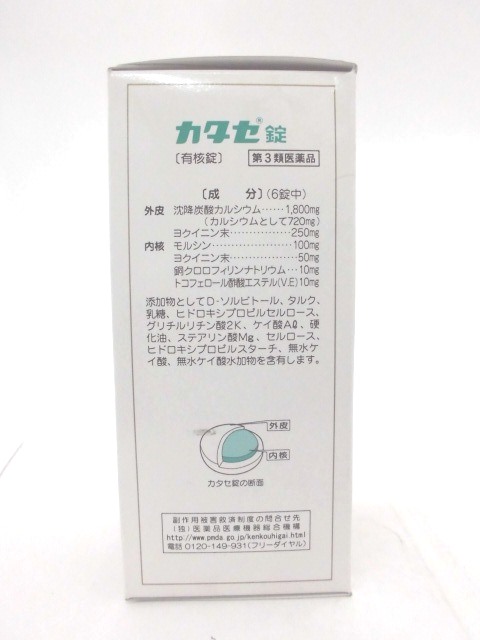 カタセ®錠
〔有核錠〕 第3類医薬品
〔成 分〕(6錠中)
外皮 沈降炭酸カルシウム……1,800mg
(カルシウムとして720mg)
ヨクイニン末……………250mg
内核 モルシン…………………100mg
ヨクイニン末………………50mg
銅クロロフィリンナトリウム…10mg
トコフェロール酢酸エステル(V.E)10mg
添加物としてD-ソルビトール、タルク、
乳糖、ヒドロキシプロピルセルロース、
グリチルリチン酸2K、ケイ酸Aℓ、硬
化油、ステアリン酸Mg、セルロース、
ヒドロキシプロピルスターチ、無水ケ
イ酸、無水ケイ酸水加物を含有します。
外皮
内核
カタセ錠の断面
副作用被害救済制度の問合せ先
(独)医薬品医療機器総合機構
http://www.pmda.go.jp/kenkouhigai.html
電話 0120-149-931(フリーダイヤル)